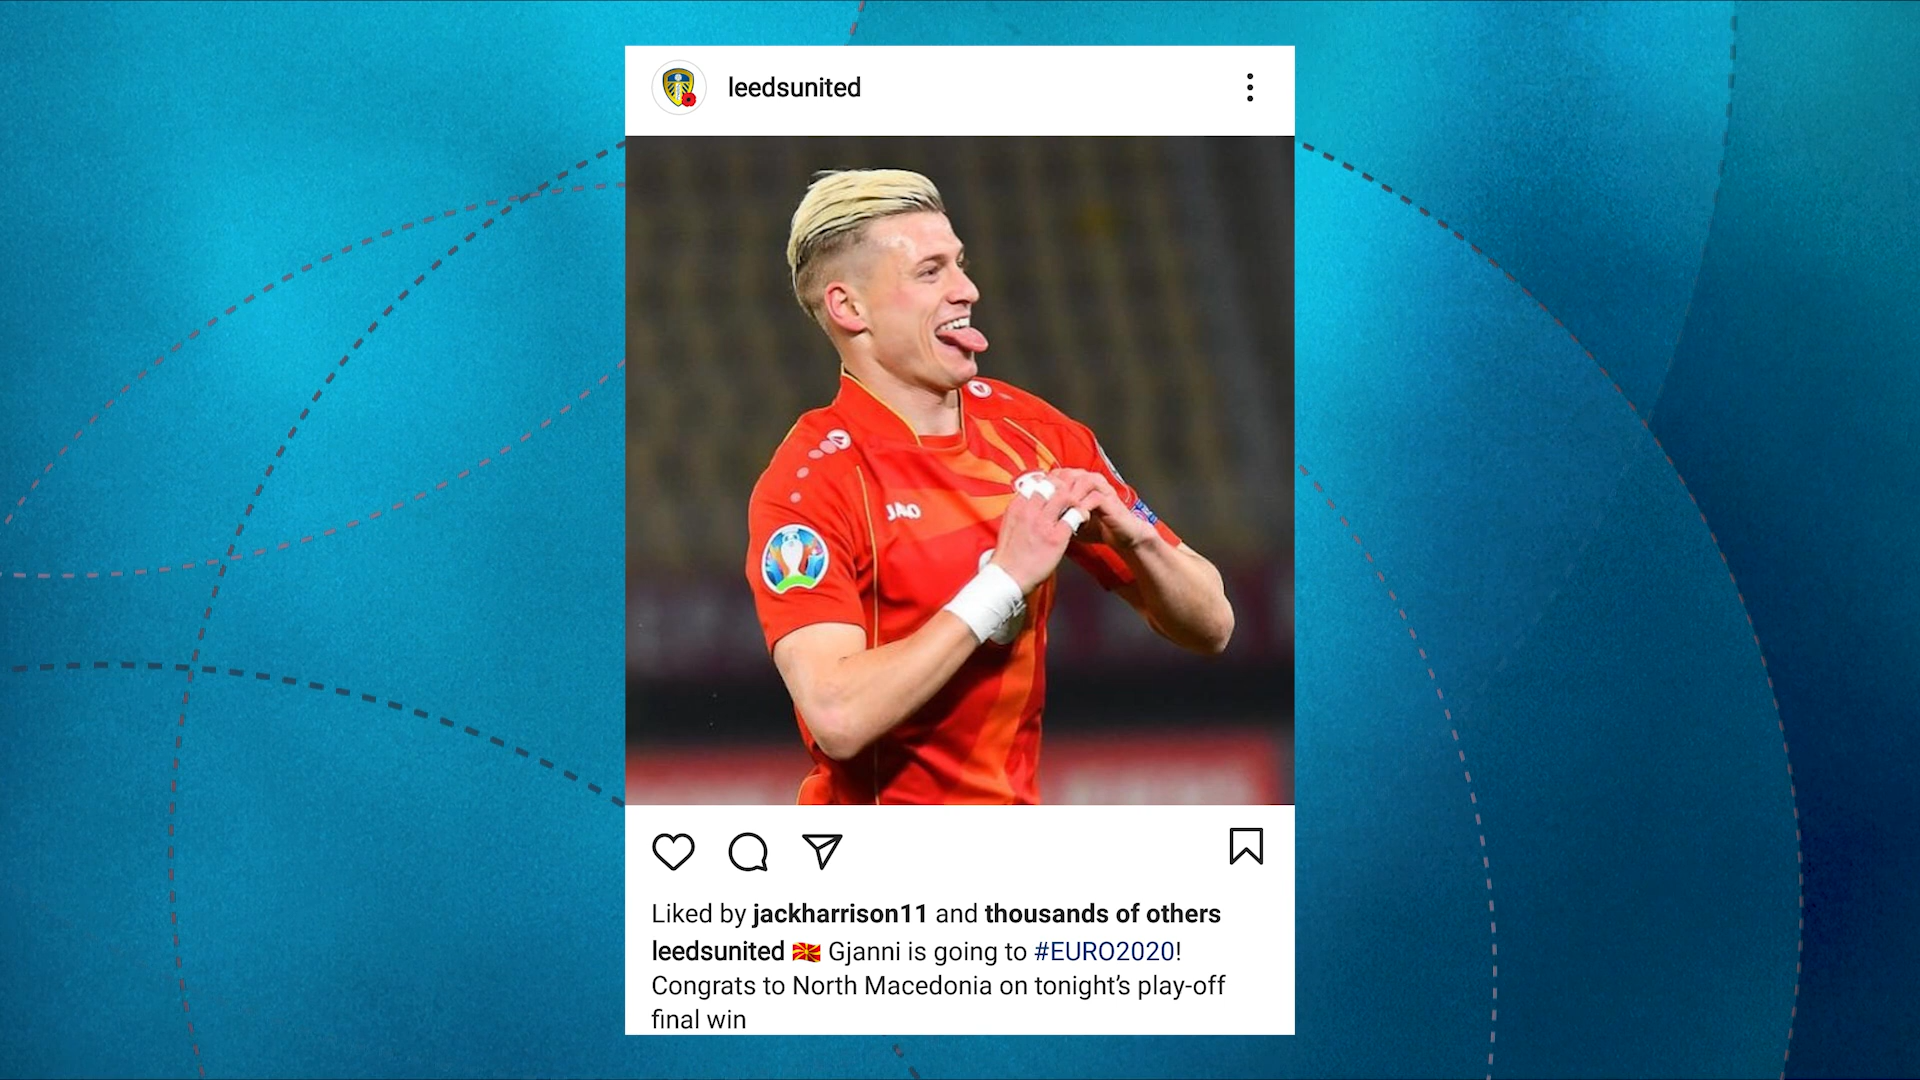 leedsunited
JAKO
Liked by jackharrison11 and thousands of others
leedsunited 🇲🇰 Gjanni is going to #EURO2020!
Congrats to North Macedonia on tonight's play-off
final win